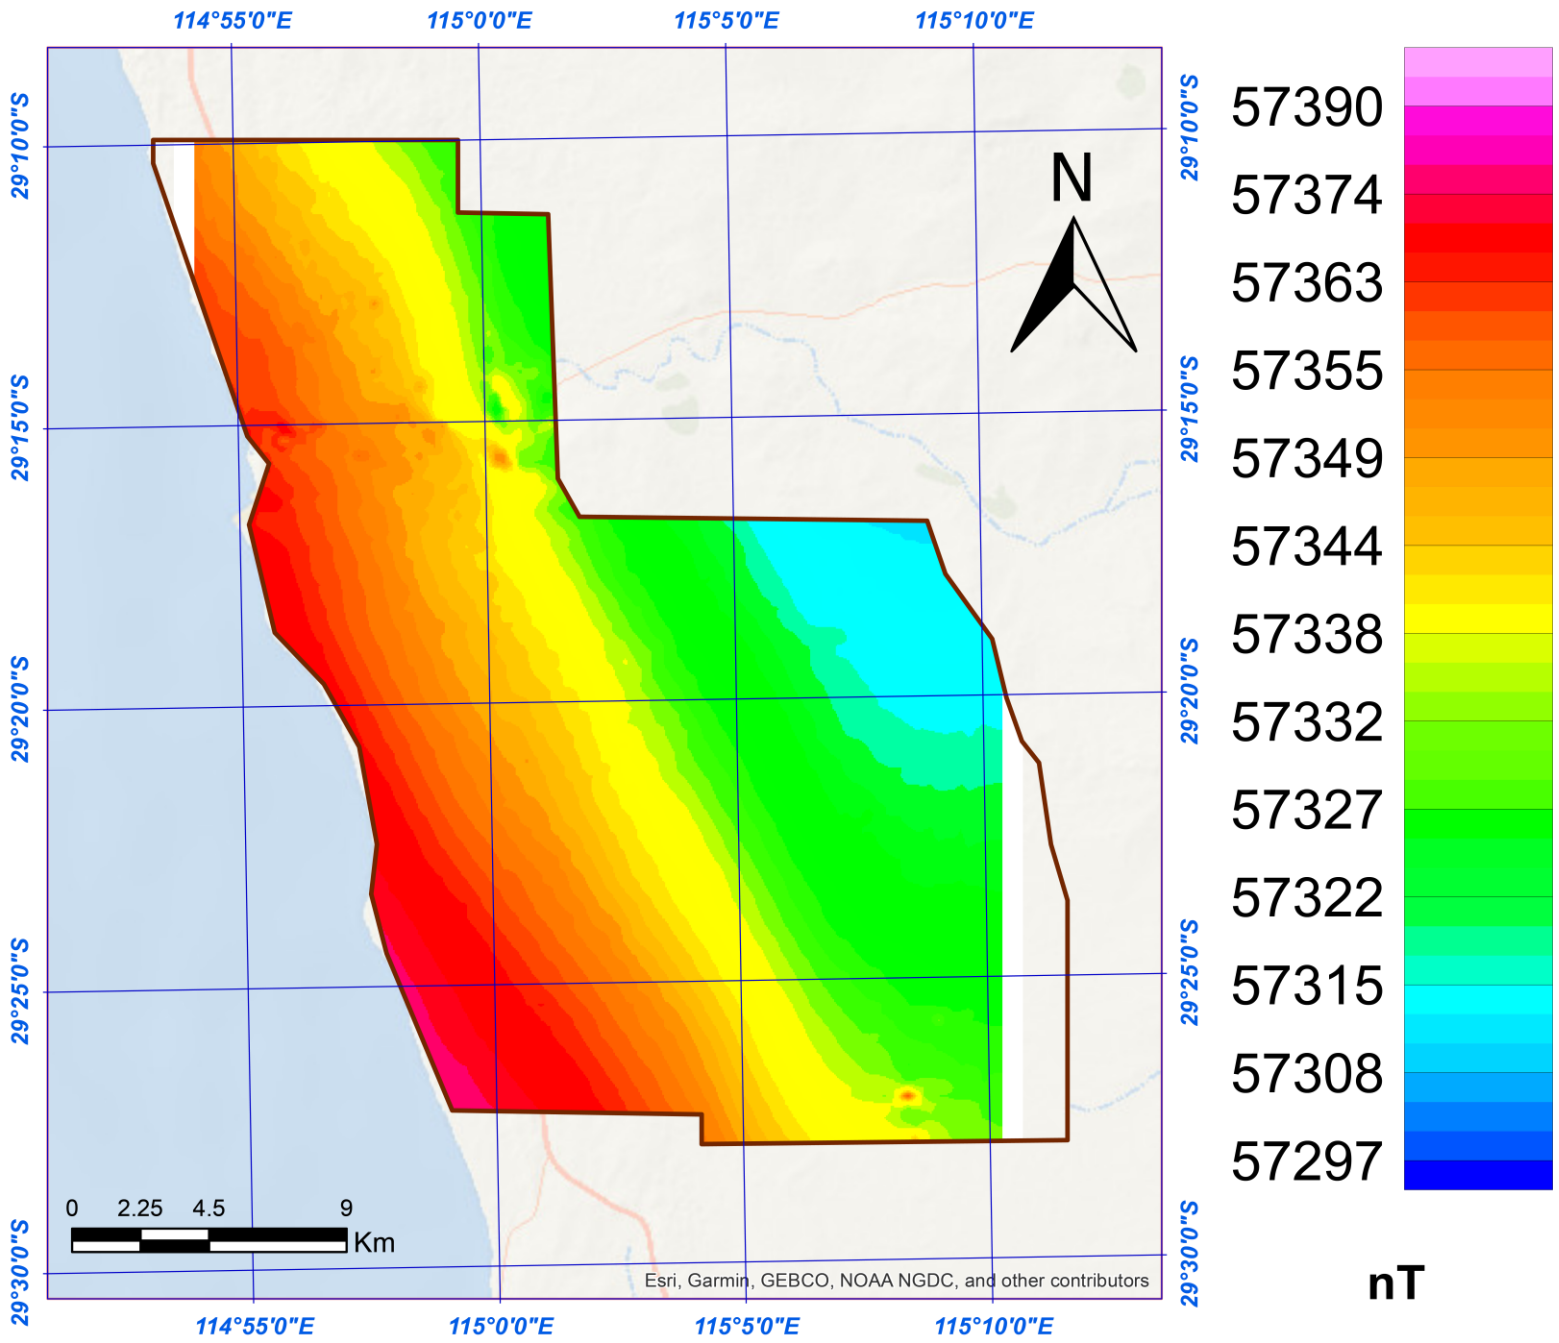 114°55'0"E 115°0'0"E 115°5'0"E 115°10'0"E
29°10'0"S
29°15'0"S
29°20'0"S
29°25'0"S
29°30'0"S
N
29°10'0"S
29°15'0"S
29°20'0"S
29°25'0"S
29°30'0"S
57390
57374
57363
57355
57349
57344
57338
57332
57327
57322
57315
57308
57297
nT
0 2.25 4.5 9
Km
Esri, Garmin, GEBCO, NOAA NGDC, and other contributors
114°55'0"E 115°0'0"E 115°5'0"E 115°10'0"E